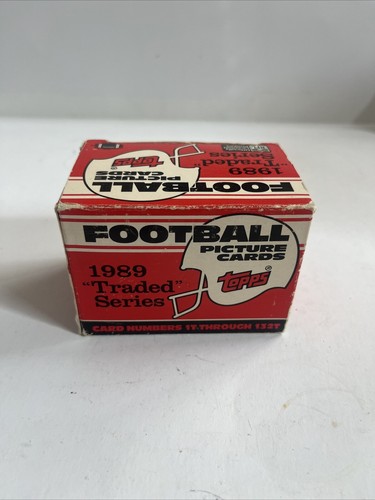 1989
"Traded"
Series
FOOTBALL
PICTURE
CARDS
TOPPS®
FOOTBALL
PICTURE
CARDS
1989
"Traded"
Series
TOPPS®
CARD NUMBERS 1T THROUGH 132T